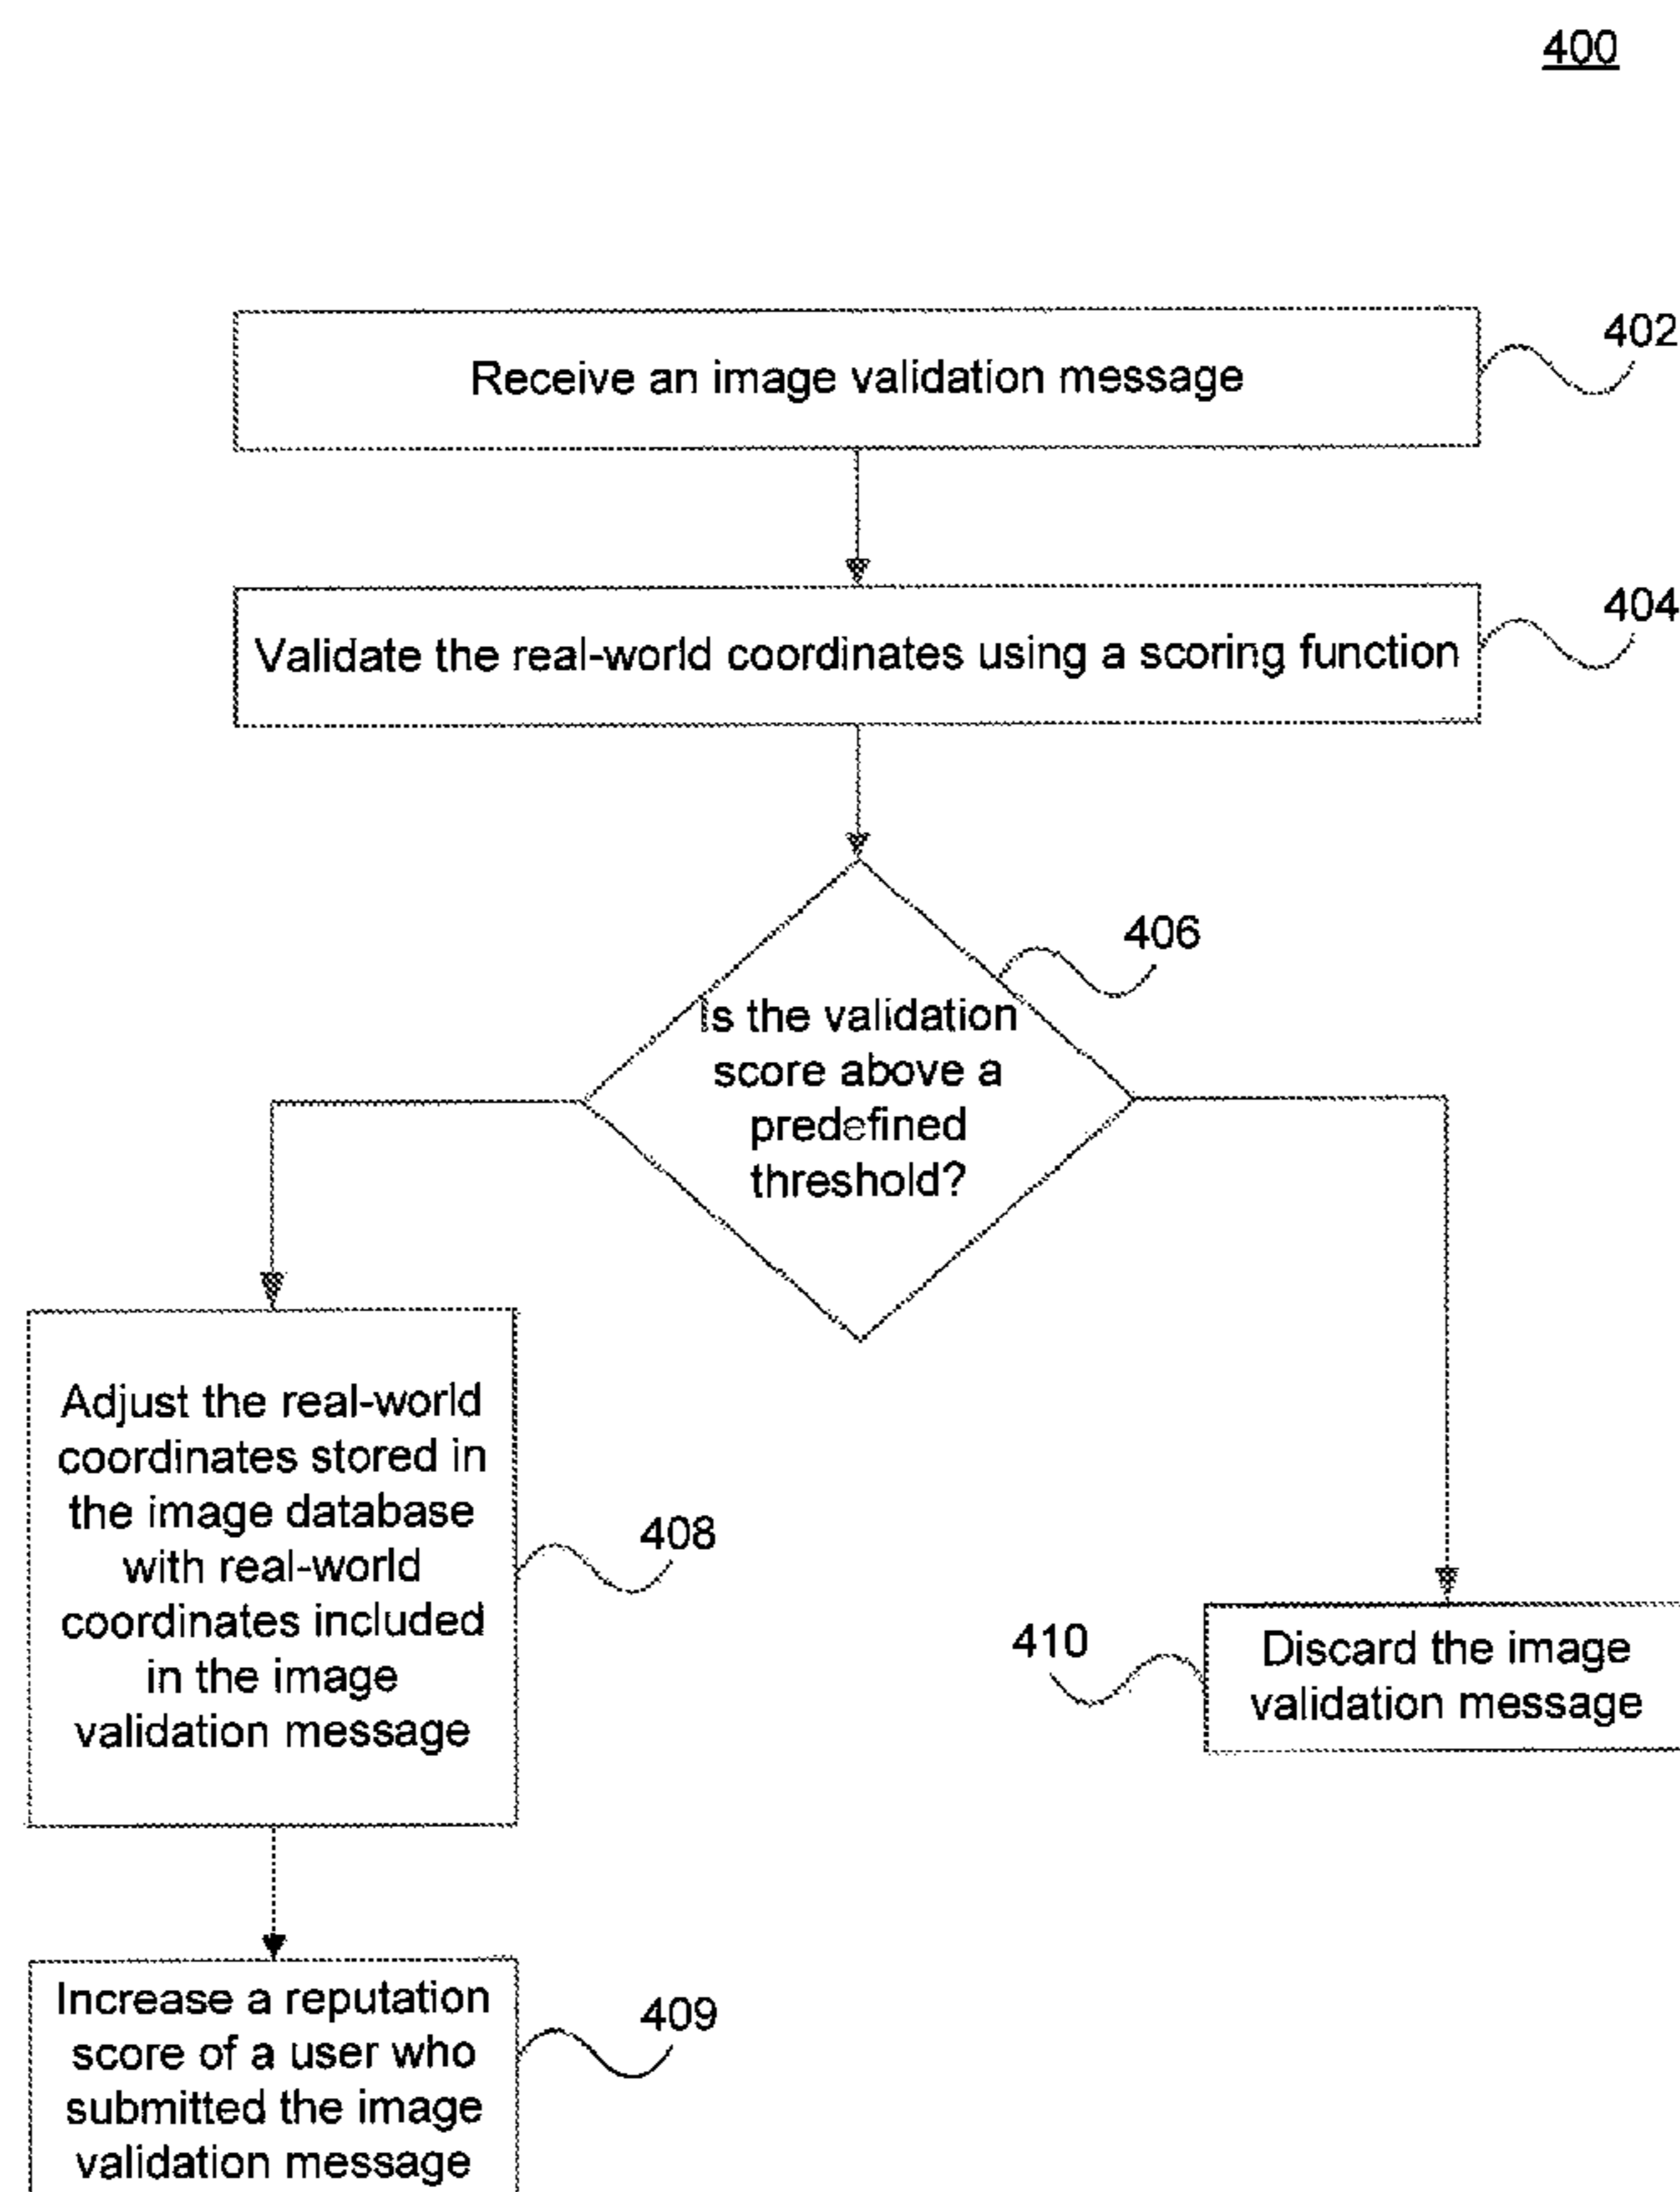 400
Receive an image validation message
402
Validate the real-world coordinates using a scoring function
404
406
Is the validation
score above a
predefined
threshold?
Adjust the real-world
coordinates stored in
the image database
with real-world
coordinates included
in the image
validation message
408
410
Discard the image
validation message
Increase a reputation
score of a user who
submitted the image
validation message
409